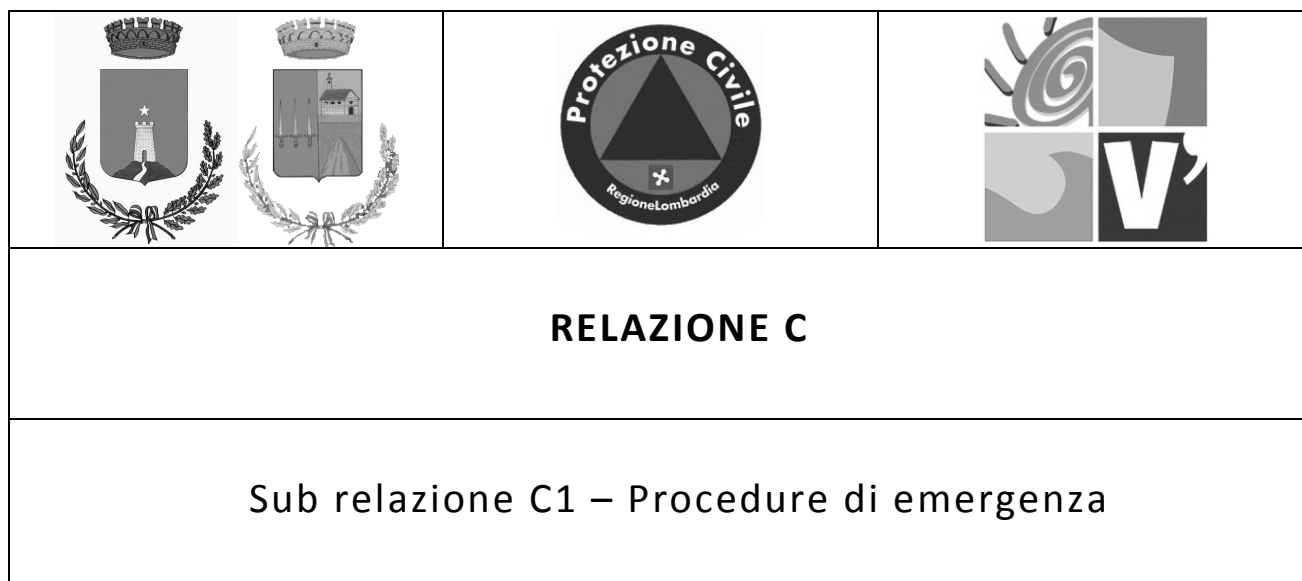 Protezione Civile
RegioneLombardia
V'
RELAZIONE C
Sub relazione C1 – Procedure di emergenza